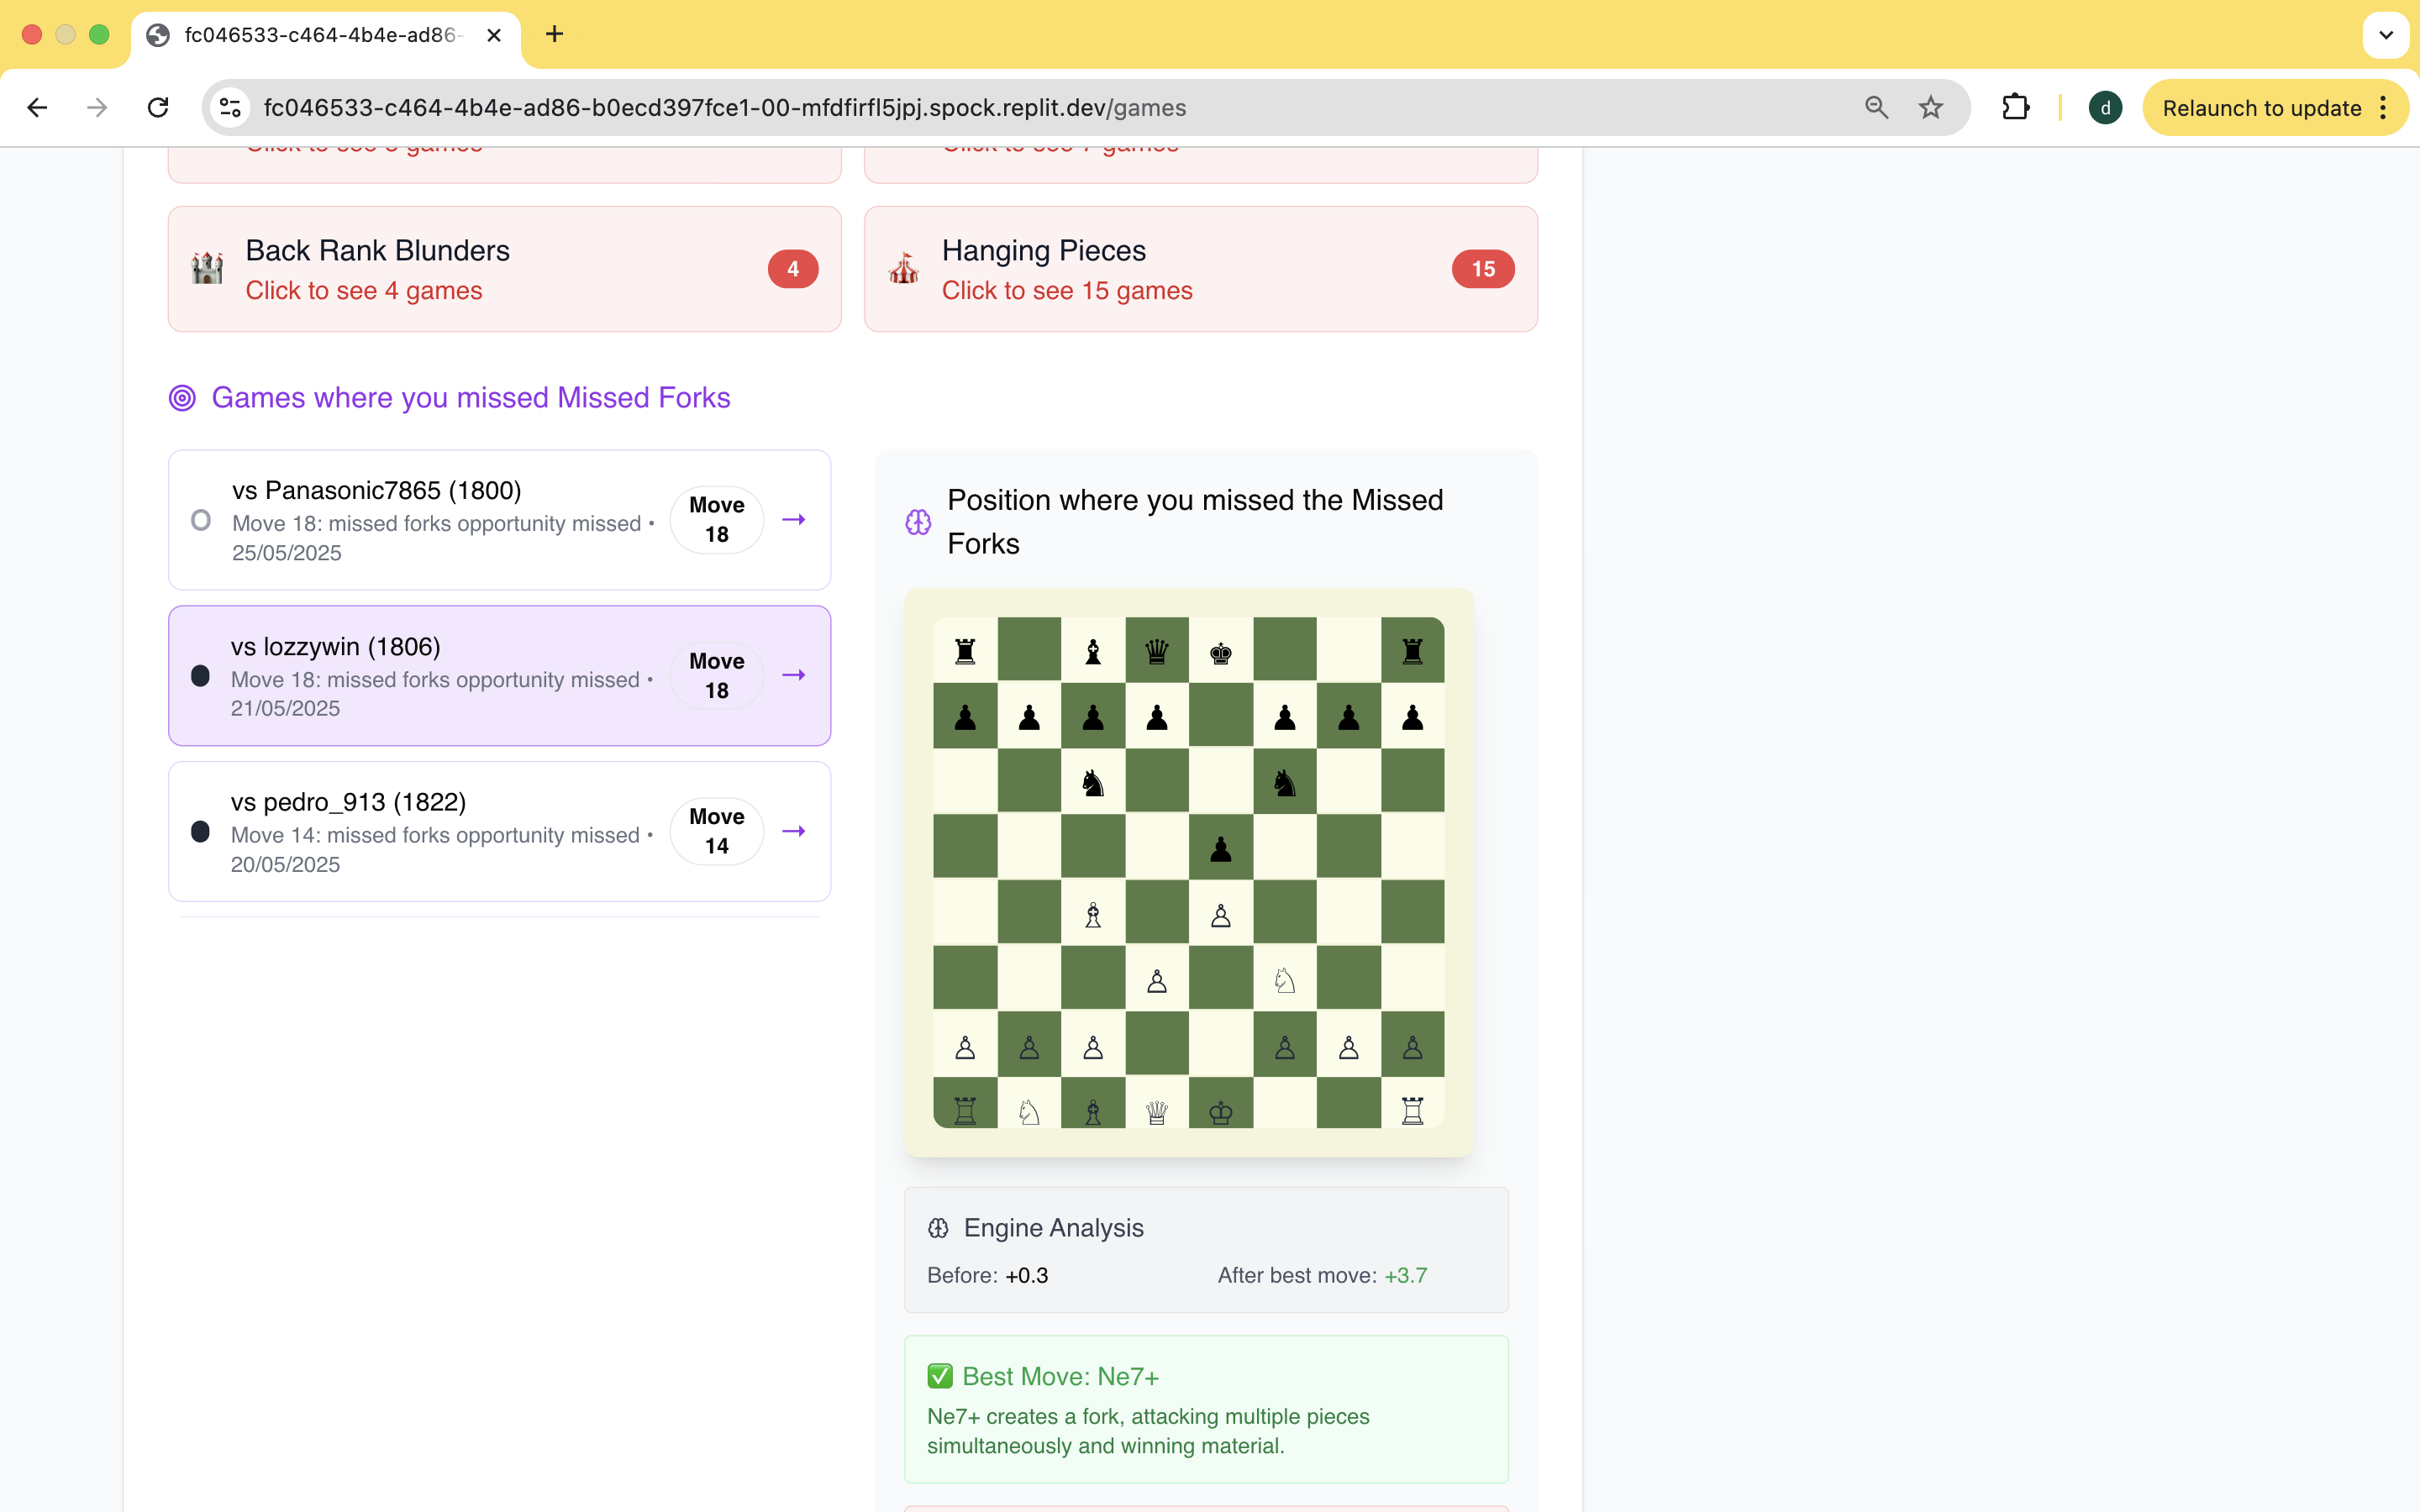 fc046533-c464-4b4e-ad86-
fc046533-c464-4b4e-ad86-b0ecd397fce1-00-mfdfirfl5jpj.spock.replit.dev/games
d
Relaunch to update
Back Rank Blunders
Click to see 4 games
4
Hanging Pieces
Click to see 15 games
15
Games where you missed Missed Forks
vs Panasonic7865 (1800)
Move 18: missed forks opportunity missed •
25/05/2025
Move
18
vs lozzywin (1806)
Move 18: missed forks opportunity missed •
21/05/2025
Move
18
vs pedro_913 (1822)
Move 14: missed forks opportunity missed •
20/05/2025
Move
14
Position where you missed the Missed
Forks
Engine Analysis
Before: +0.3
After best move: +3.7
Best Move: Ne7+
Ne7+ creates a fork, attacking multiple pieces
simultaneously and winning material.